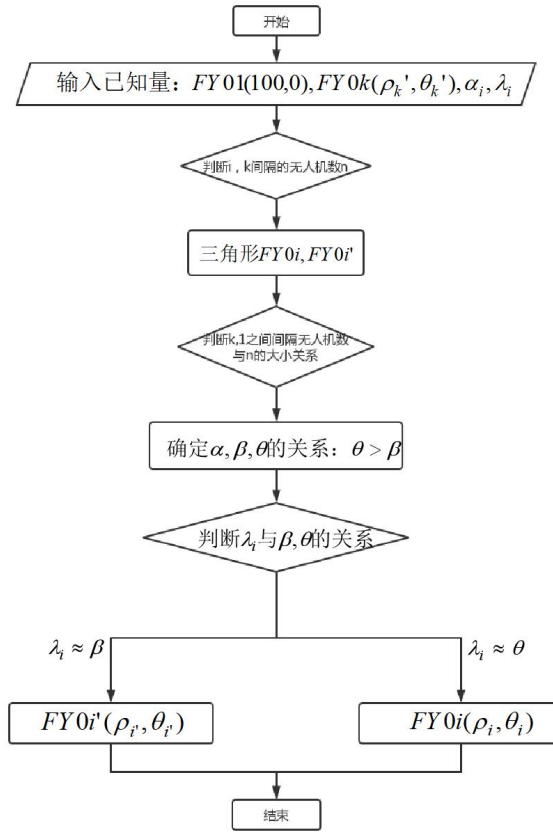 开始
输入已知量：FY01(100,0),FY0k(ρₖ',θₖ'),αᵢ,λᵢ
判断i，k间隔的无人机数n
三角形FY0i,FY0i'
判断k,1之间间隔无人机数
与n的大小关系
确定α,β,θ的关系：θ>β
判断λᵢ与β,θ的关系
λᵢ≈β
λᵢ≈θ
FY0i'(ρᵢ',θᵢ')
FY0i(ρᵢ,θᵢ)
结束